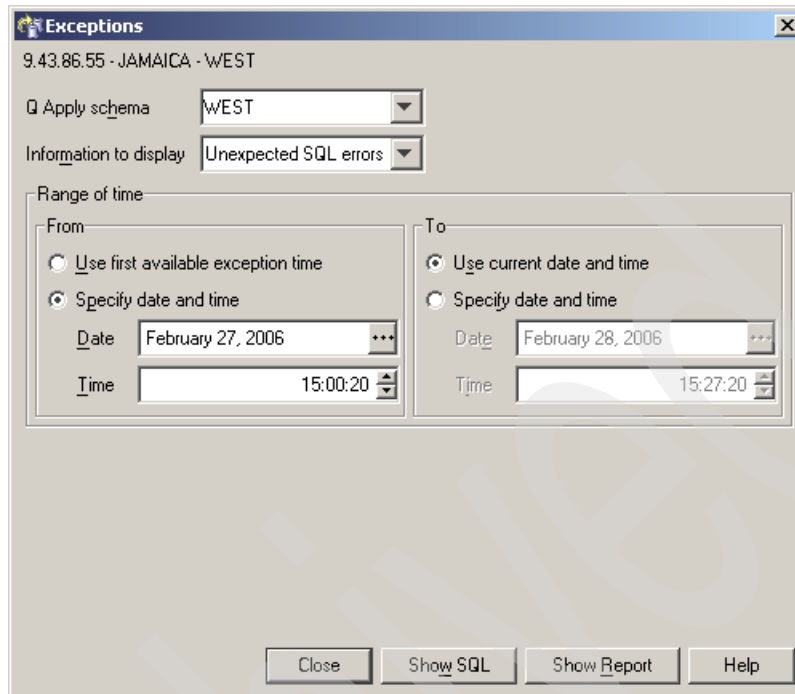 Exceptions
9.43.86.55 - JAMAICA - WEST
Q Apply schema WEST
Information to display Unexpected SQL errors
Range of time
From
Use first available exception time
Specify date and time
Date February 27, 2006 ...
Time 15:00:20
To
Use current date and time
Specify date and time
Date February 28, 2006 ...
Time 15:27:20
Close Show SQL Show Report Help